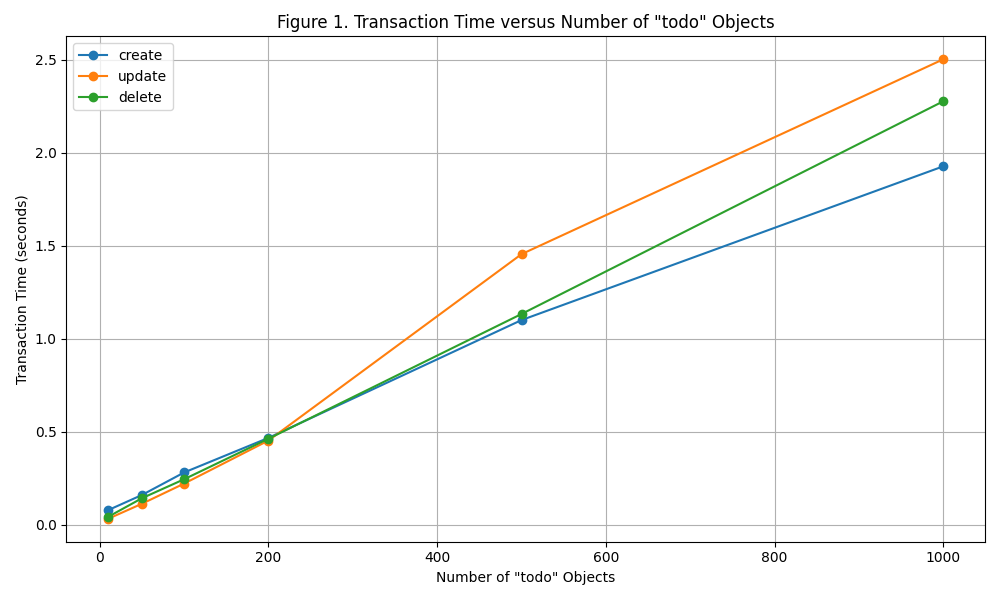 Figure 1. Transaction Time versus Number of "todo" Objects
create
update
delete
2.5
2.0
1.5
1.0
0.5
0.0
Transaction Time (seconds)
0 200 400 600 800 1000
Number of "todo" Objects